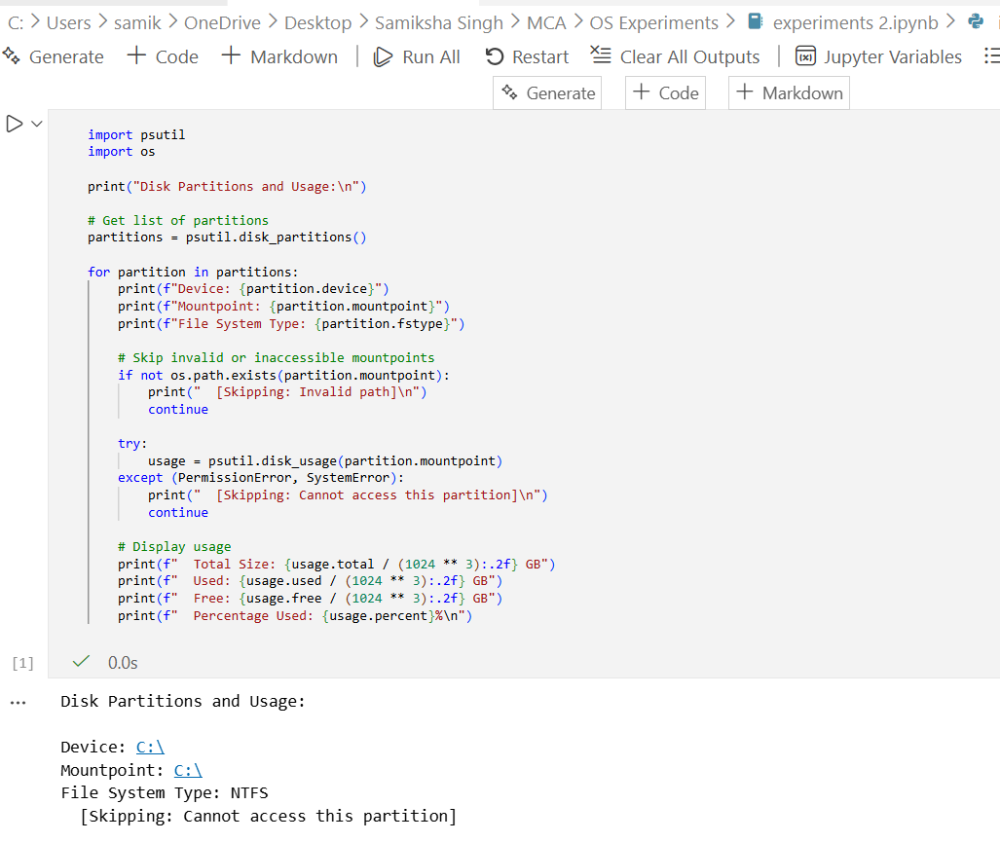 C: > Users > samik > OneDrive > Desktop > Samiksha Singh > MCA > OS Experiments > experiments 2.ipynb >
Generate + Code + Markdown | Run All Restart Clear All Outputs | Jupyter Variables
Generate + Code + Markdown
import psutil
import os

print("Disk Partitions and Usage:\n")

# Get list of partitions
partitions = psutil.disk_partitions()

for partition in partitions:
    print(f"Device: {partition.device}")
    print(f"Mountpoint: {partition.mountpoint}")
    print(f"File System Type: {partition.fstype}")

    # Skip invalid or inaccessible mountpoints
    if not os.path.exists(partition.mountpoint):
        print("  [Skipping: Invalid path]\n")
        continue

    try:
        usage = psutil.disk_usage(partition.mountpoint)
    except (PermissionError, SystemError):
        print("  [Skipping: Cannot access this partition]\n")
        continue

    # Display usage
    print(f"  Total Size: {usage.total / (1024 ** 3):.2f} GB")
    print(f"  Used: {usage.used / (1024 ** 3):.2f} GB")
    print(f"  Free: {usage.free / (1024 ** 3):.2f} GB")
    print(f"  Percentage Used: {usage.percent}%\n")
[1] 0.0s
... Disk Partitions and Usage:

Device: C:\
Mountpoint: C:\
File System Type: NTFS
  [Skipping: Cannot access this partition]